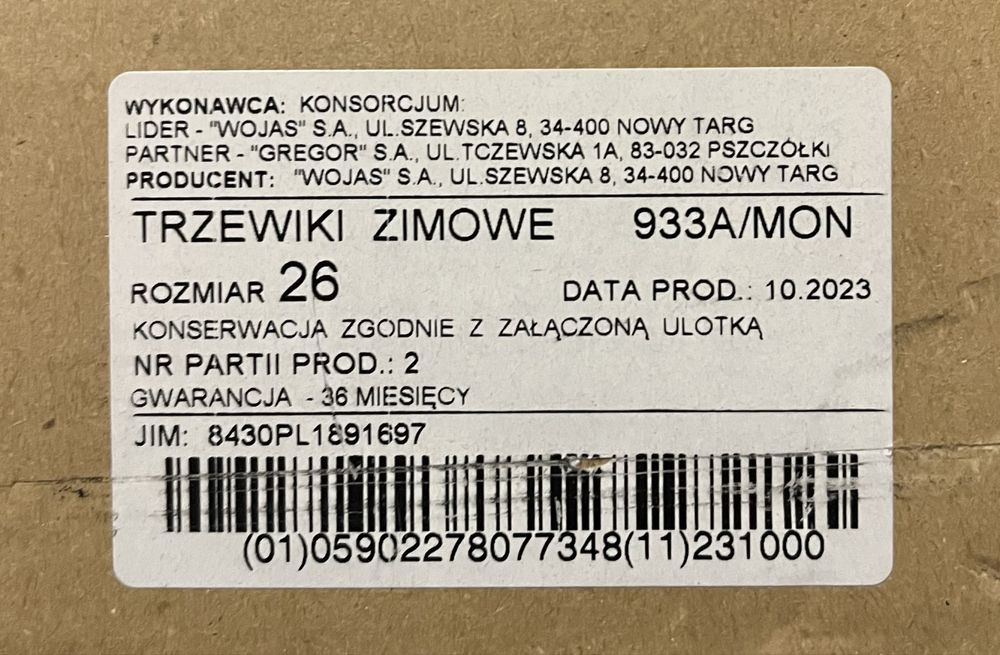 WYKONAWCA: KONSORCJUM:
LIDER - "WOJAS" S.A., UL.SZEWSKA 8, 34-400 NOWY TARG
PARTNER - "GREGOR" S.A., UL.TCZEWSKA 1A, 83-032 PSZCZÓŁKI
PRODUCENT: "WOJAS" S.A., UL.SZEWSKA 8, 34-400 NOWY TARG
TRZEWIKI ZIMOWE 933A/MON
ROZMIAR 26 DATA PROD.: 10.2023
KONSERWACJA ZGODNIE Z ZAŁĄCZONĄ ULOTKĄ
NR PARTII PROD.: 2
GWARANCJA - 36 MIESIĘCY
JIM: 8430PL1891697
(01)05902278077348(11)231000